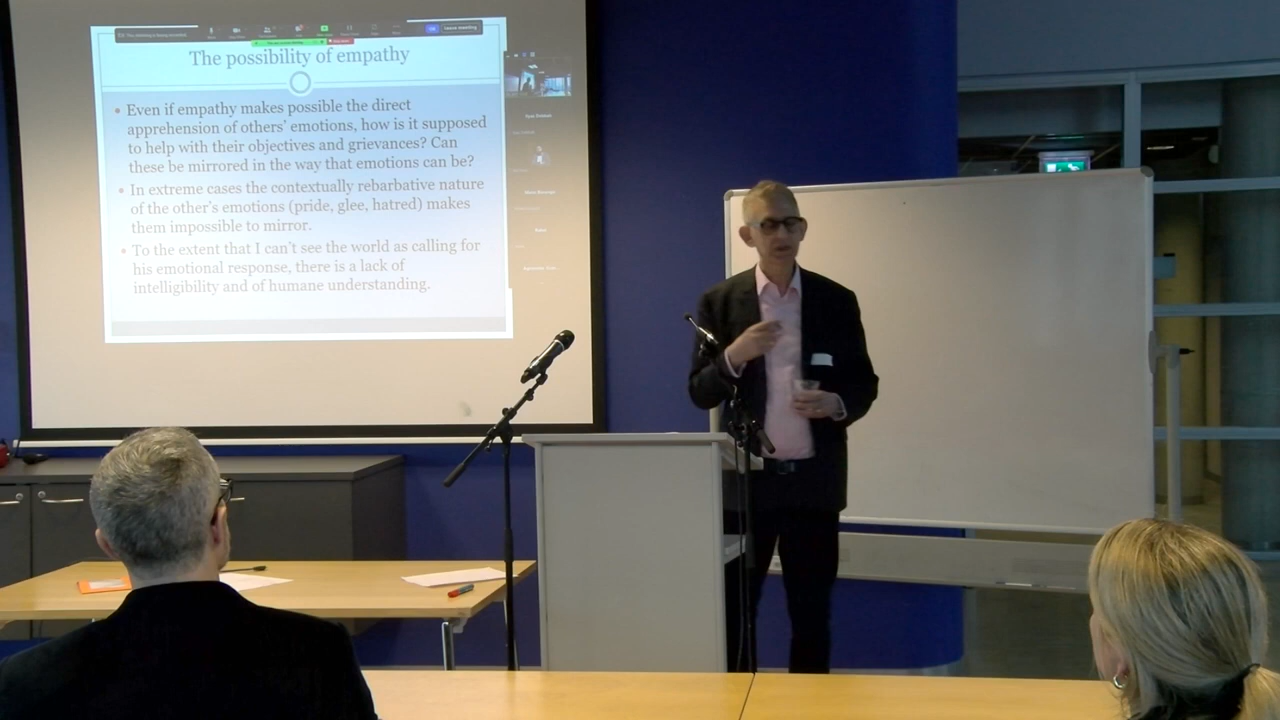 Leave meeting
The possibility of empathy
• Even if empathy makes possible the direct
apprehension of others' emotions, how is it supposed
to help with their objectives and grievances? Can
these be mirrored in the way that emotions can be?
• In extreme cases the contextually rebarbative nature
of the other's emotions (pride, glee, hatred) makes
them impossible to mirror.
• To the extent that I can't see the world as calling for
his emotional response, there is a lack of
intelligibility and of humane understanding.